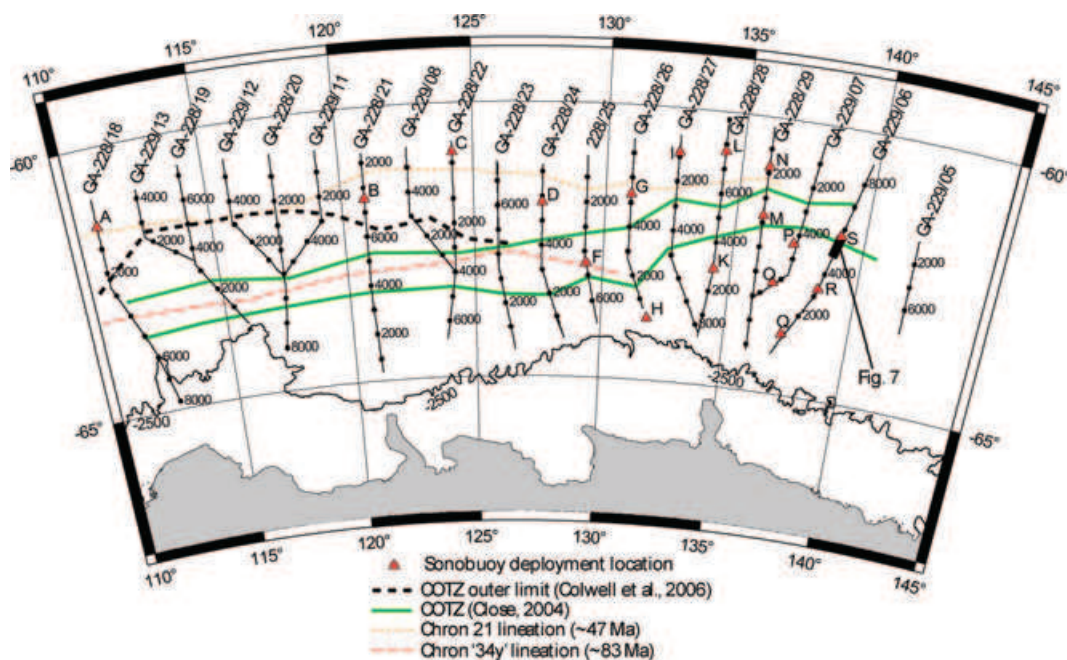 110°
115°
120°
125°
130°
135°
140°
145°
-60°
-60°
GA-228/18
GA-229/13
GA-228/19
GA-229/12
GA-228/20
GA-229/11
GA-228/21
GA-229/08
GA-228/22
GA-228/23
GA-228/24
228/25
GA-228/26
GA-228/27
GA-228/28
GA-228/29
GA-229/07
GA-229/06
GA-229/05
A
B
C
D
F
G
H
I
K
L
M
N
P
Q
Q
R
S
2000
4000
6000
8000
Fig. 7
-2500
-2500
-2500
-65°
-65°
110°
115°
120°
125°
130°
135°
140°
145°
Sonobuoy deployment location
COTZ outer limit (Colwell et al., 2006)
COTZ (Close, 2004)
Chron 21 lineation (~47 Ma)
Chron '34y' lineation (~83 Ma)